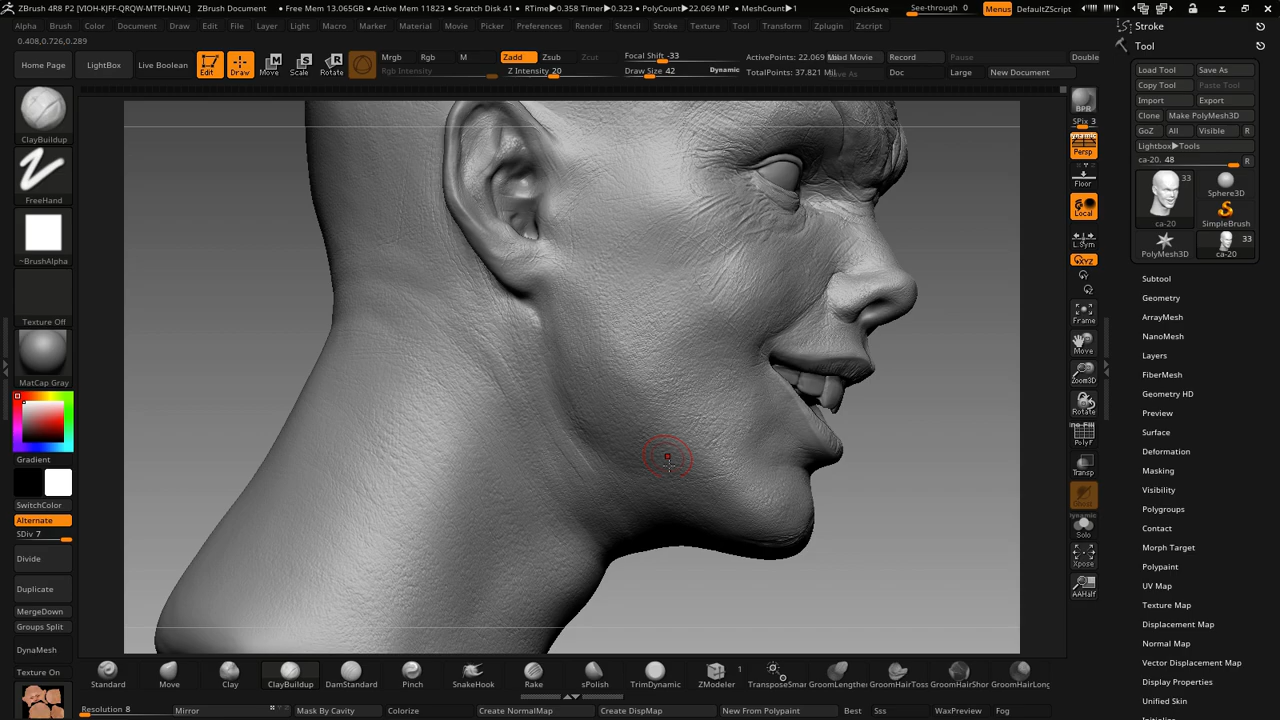 ZBrush 4R8 P2 [VIOH-KJFF-QRQW-MTPI-NHVL]   ZBrush Document   • Free Mem 13.065GB • Active Mem 11823 • Scratch Disk 41 • RTime▶0.358 Timer▶0.323 • PolyCount▶22.069 MP • MeshCount▶1
QuickSave See-through 0 Menus DefaultZScript
Alpha Brush Color Document Draw Edit File Layer Light Macro Marker Material Movie Picker Preferences Render Stencil Stroke Texture Tool Transform Zplugin Zscript
0.408,0.726,0.289
Home Page LightBox Live Boolean Edit Draw Move Scale Rotate
Mrgb Rgb M Zadd Zsub Zcut
Rgb Intensity Z Intensity 20
Focal Shift -33
Draw Size 42 Dynamic
ActivePoints: 22.069
TotalPoints: 37.821 Mil
Record Pause Double
Doc Large New Document
ClayBuildup
FreeHand
~BrushAlpha
Texture Off
MatCap Gray
Gradient
SwitchColor
Alternate
SDiv 7
Divide
Duplicate
MergeDown
Groups Split
DynaMesh
Texture On
BPR
SPix 3
Persp
Floor
Local
L.Sym
XYZ
Frame
Move
Zoom3D
Rotate
PolyF
Transp
Dynamic
Solo
Xpose
AAHalf
Stroke
Tool
Load Tool Save As
Copy Tool Paste Tool
Import Export
Clone Make PolyMesh3D
GoZ All Visible R
Lightbox▶Tools
ca-20. 48 R
33
ca-20 Sphere3D
SimpleBrush
PolyMesh3D 33
ca-20
Subtool
Geometry
ArrayMesh
NanoMesh
Layers
FiberMesh
Geometry HD
Preview
Surface
Deformation
Masking
Visibility
Polygroups
Contact
Morph Target
Polypaint
UV Map
Texture Map
Displacement Map
Normal Map
Vector Displacement Map
Display Properties
Unified Skin
Standard Move Clay ClayBuildup DamStandard Pinch SnakeHook Rake sPolish TrimDynamic ZModeler 1 TransposeSmar GroomLengthe GroomHairToss GroomHairShor GroomHairLong
Resolution 8 Mirror Mask By Cavity Colorize Create NormalMap Create DispMap New From Polypaint Best Sss WaxPreview Fog